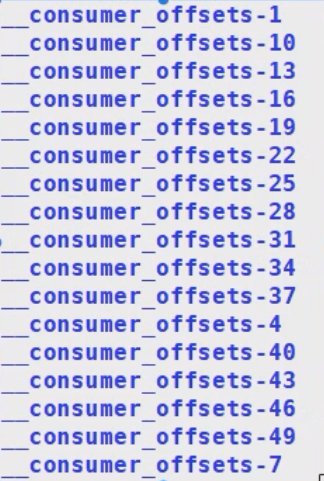 __consumer_offsets-1
__consumer_offsets-10
__consumer_offsets-13
__consumer_offsets-16
__consumer_offsets-19
__consumer_offsets-22
__consumer_offsets-25
__consumer_offsets-28
__consumer_offsets-31
__consumer_offsets-34
__consumer_offsets-37
__consumer_offsets-4
__consumer_offsets-40
__consumer_offsets-43
__consumer_offsets-46
__consumer_offsets-49
__consumer_offsets-7